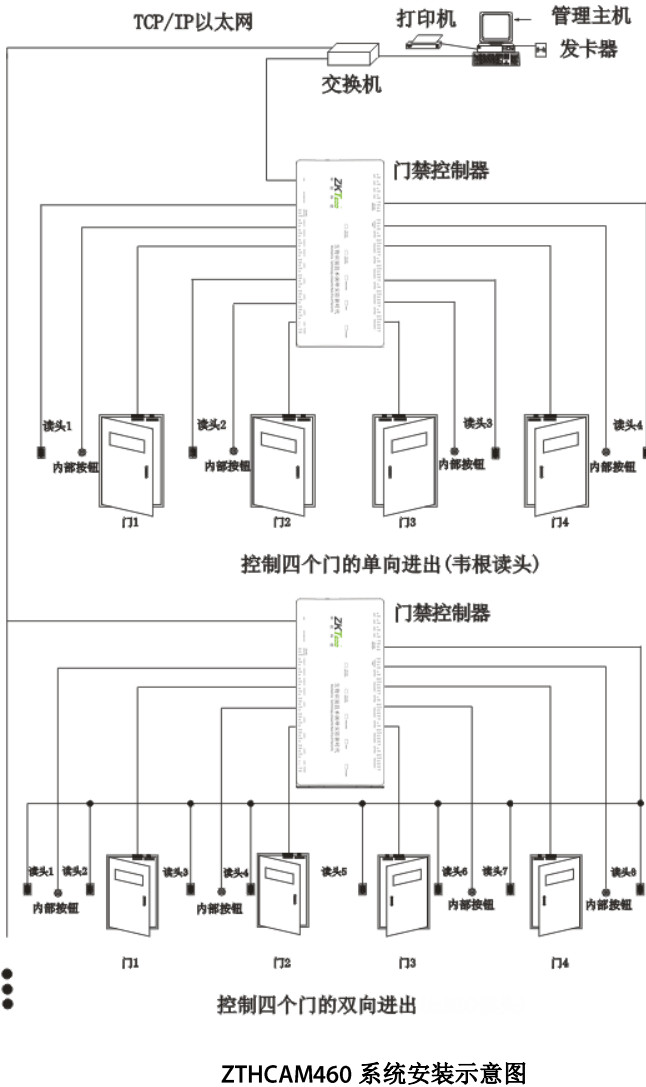 TCP/IP以太网
打印机
管理主机
发卡器
交换机
门禁控制器
ZKTeco
读头1
内部按钮
读头2
内部按钮
读头3
内部按钮
读头4
内部按钮
门1
门2
门3
门4
控制四个门的单向进出(韦根读头)
门禁控制器
ZKTeco
读头1
读头2
读头3
读头4
读头5
读头6
读头7
读头8
内部按钮
内部按钮
内部按钮
内部按钮
门1
门2
门3
门4
控制四个门的双向进出
ZTHCAM460 系统安装示意图